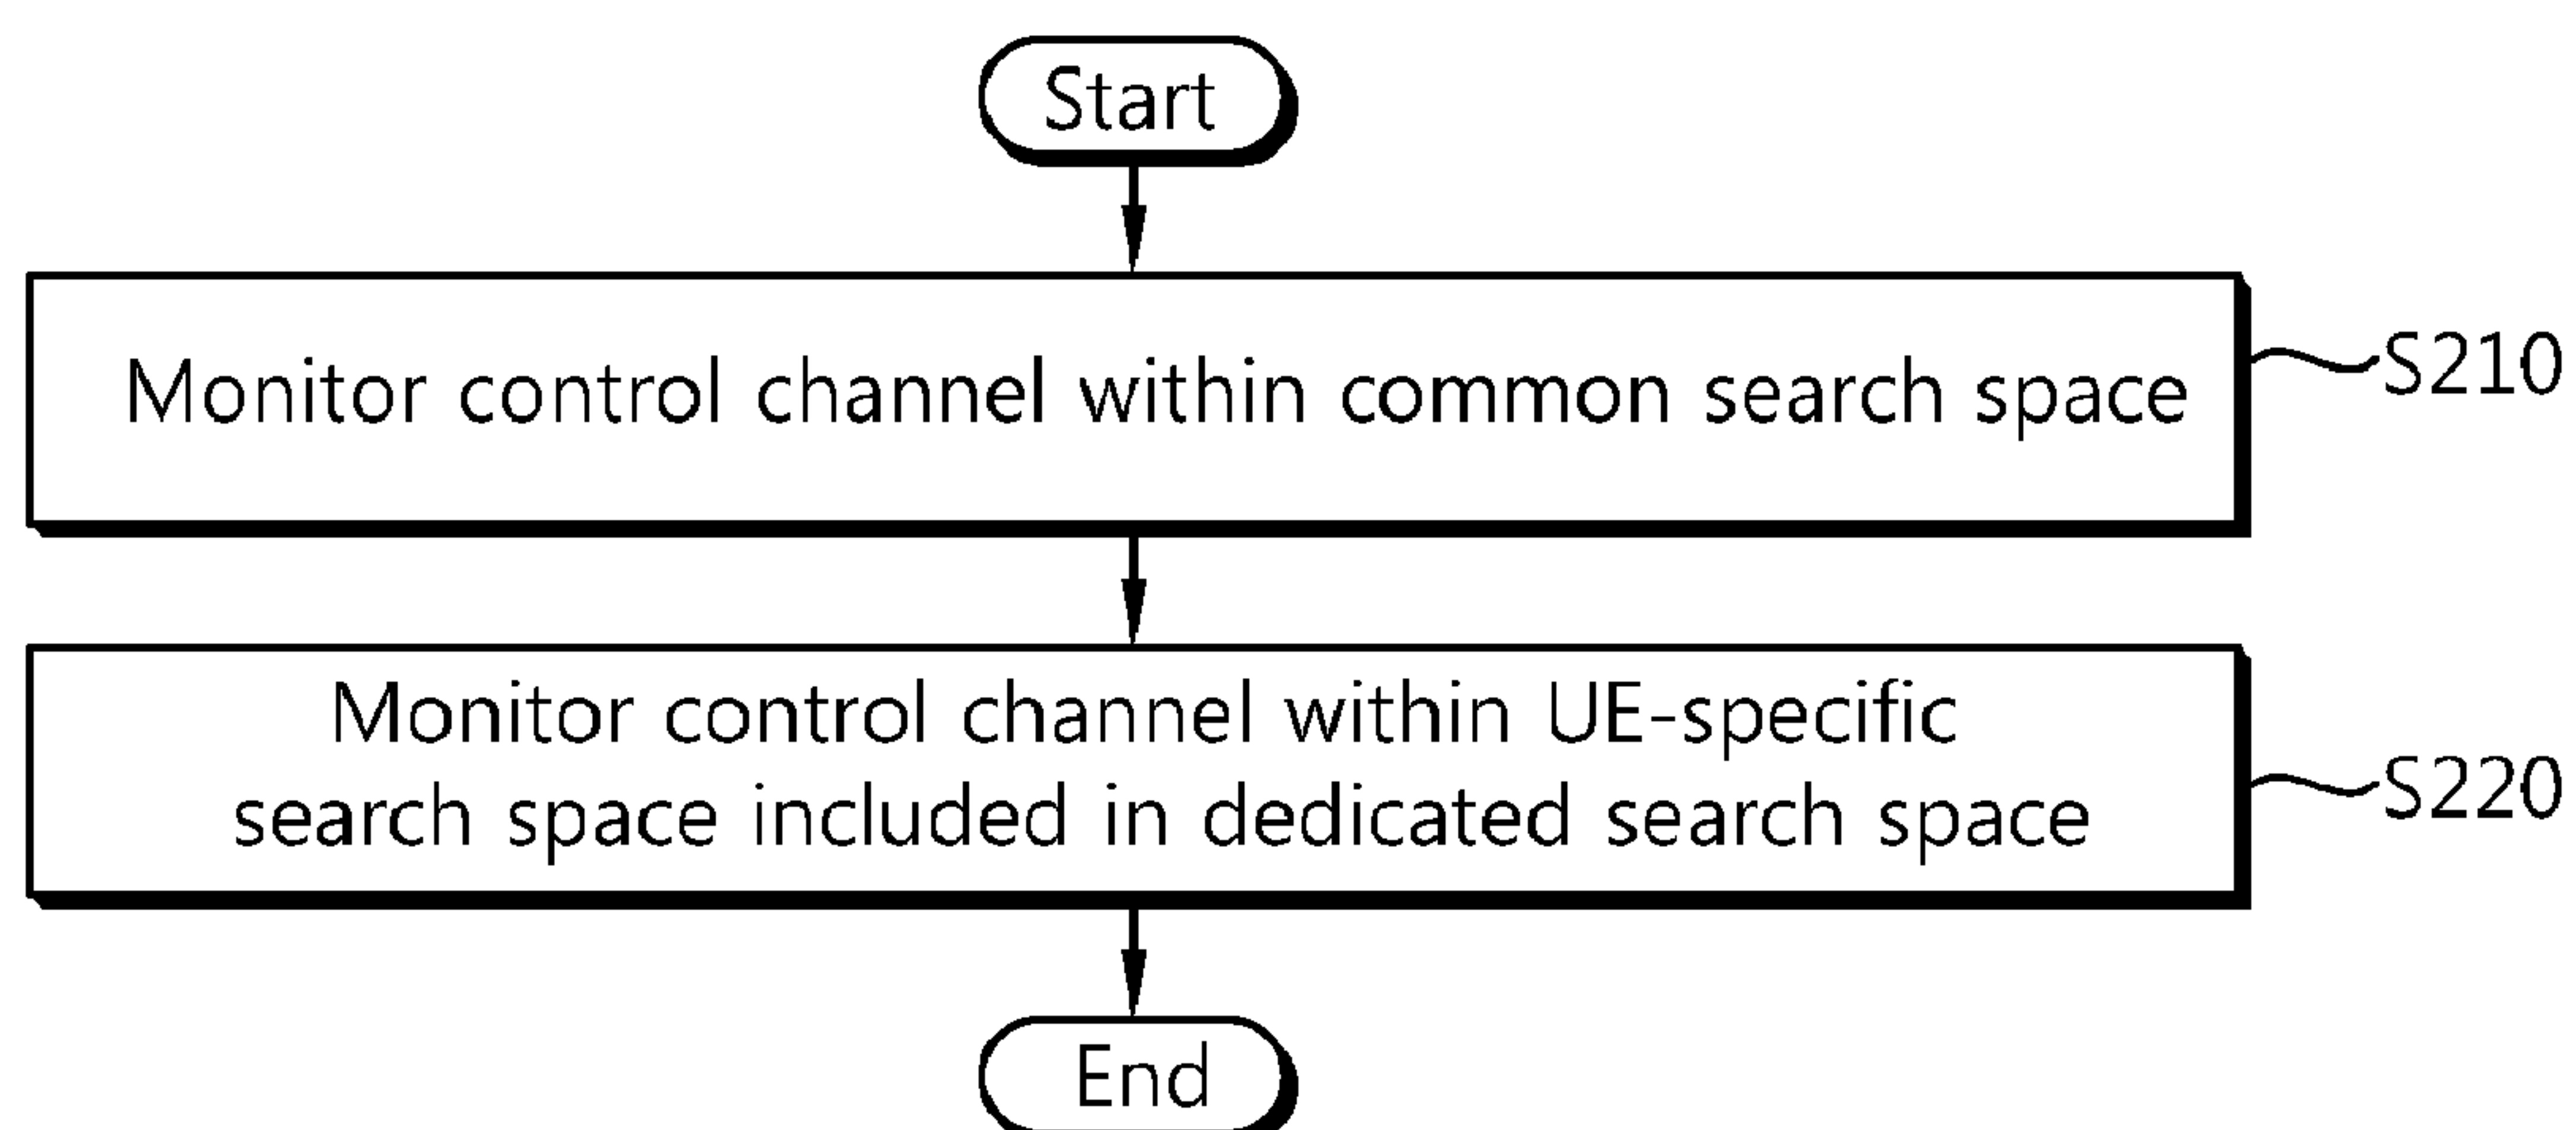 Start
Monitor control channel within common search space
S210
Monitor control channel within UE-specific
search space included in dedicated search space
S220
End